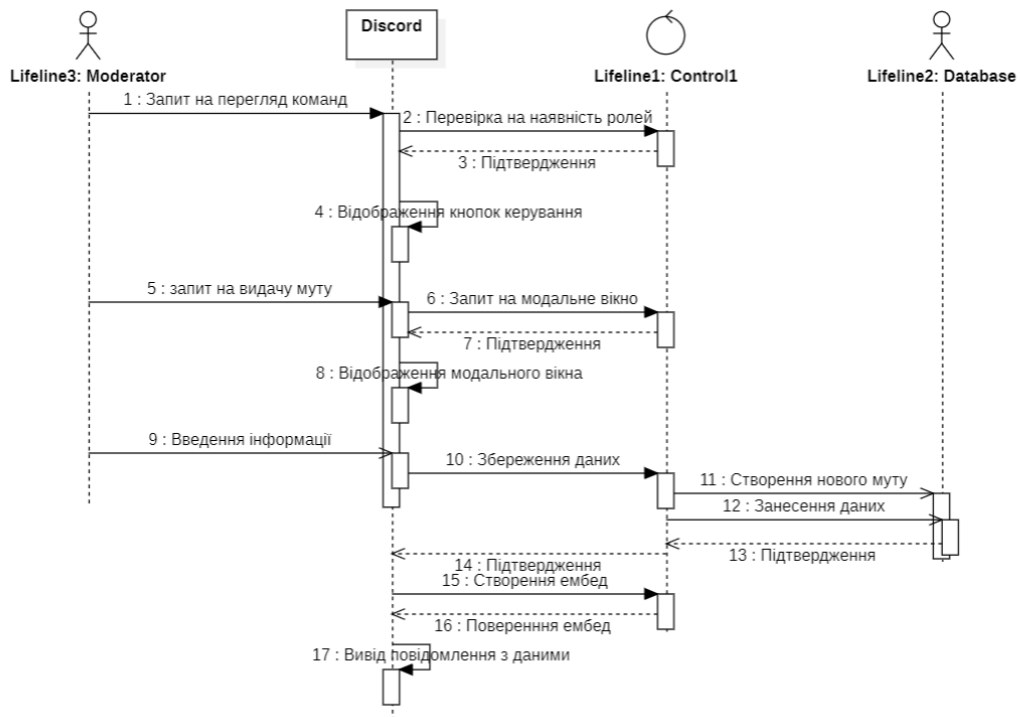 Discord
Lifeline3: Moderator
Lifeline1: Control1
Lifeline2: Database
1 : Запит на перегляд команд
2 : Перевірка на наявність ролей
3 : Підтвердження
4 : Відображення кнопок керування
5 : запит на видачу муту
6 : Запит на модальне вікно
7 : Підтвердження
8 : Відображення модального вікна
9 : Введення інформації
10 : Збереження даних
11 : Створення нового муту
12 : Занесення даних
13 : Підтвердження
14 : Підтвердження
15 : Створення ембед
16 : Поверенння ембед
17 : Вивід повідомлення з даними